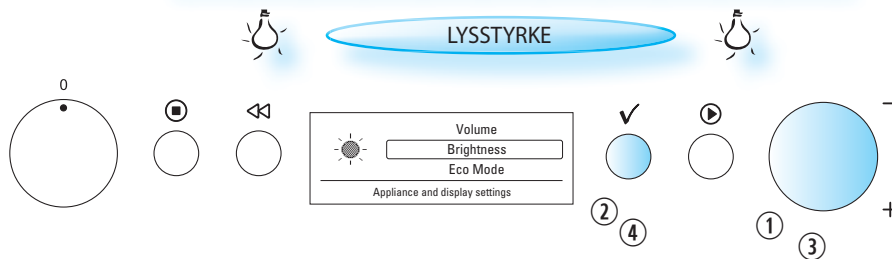 LYSSTYRKE
0
Volume
Brightness
Eco Mode
Appliance and display settings
- 
+
2
4
1
3